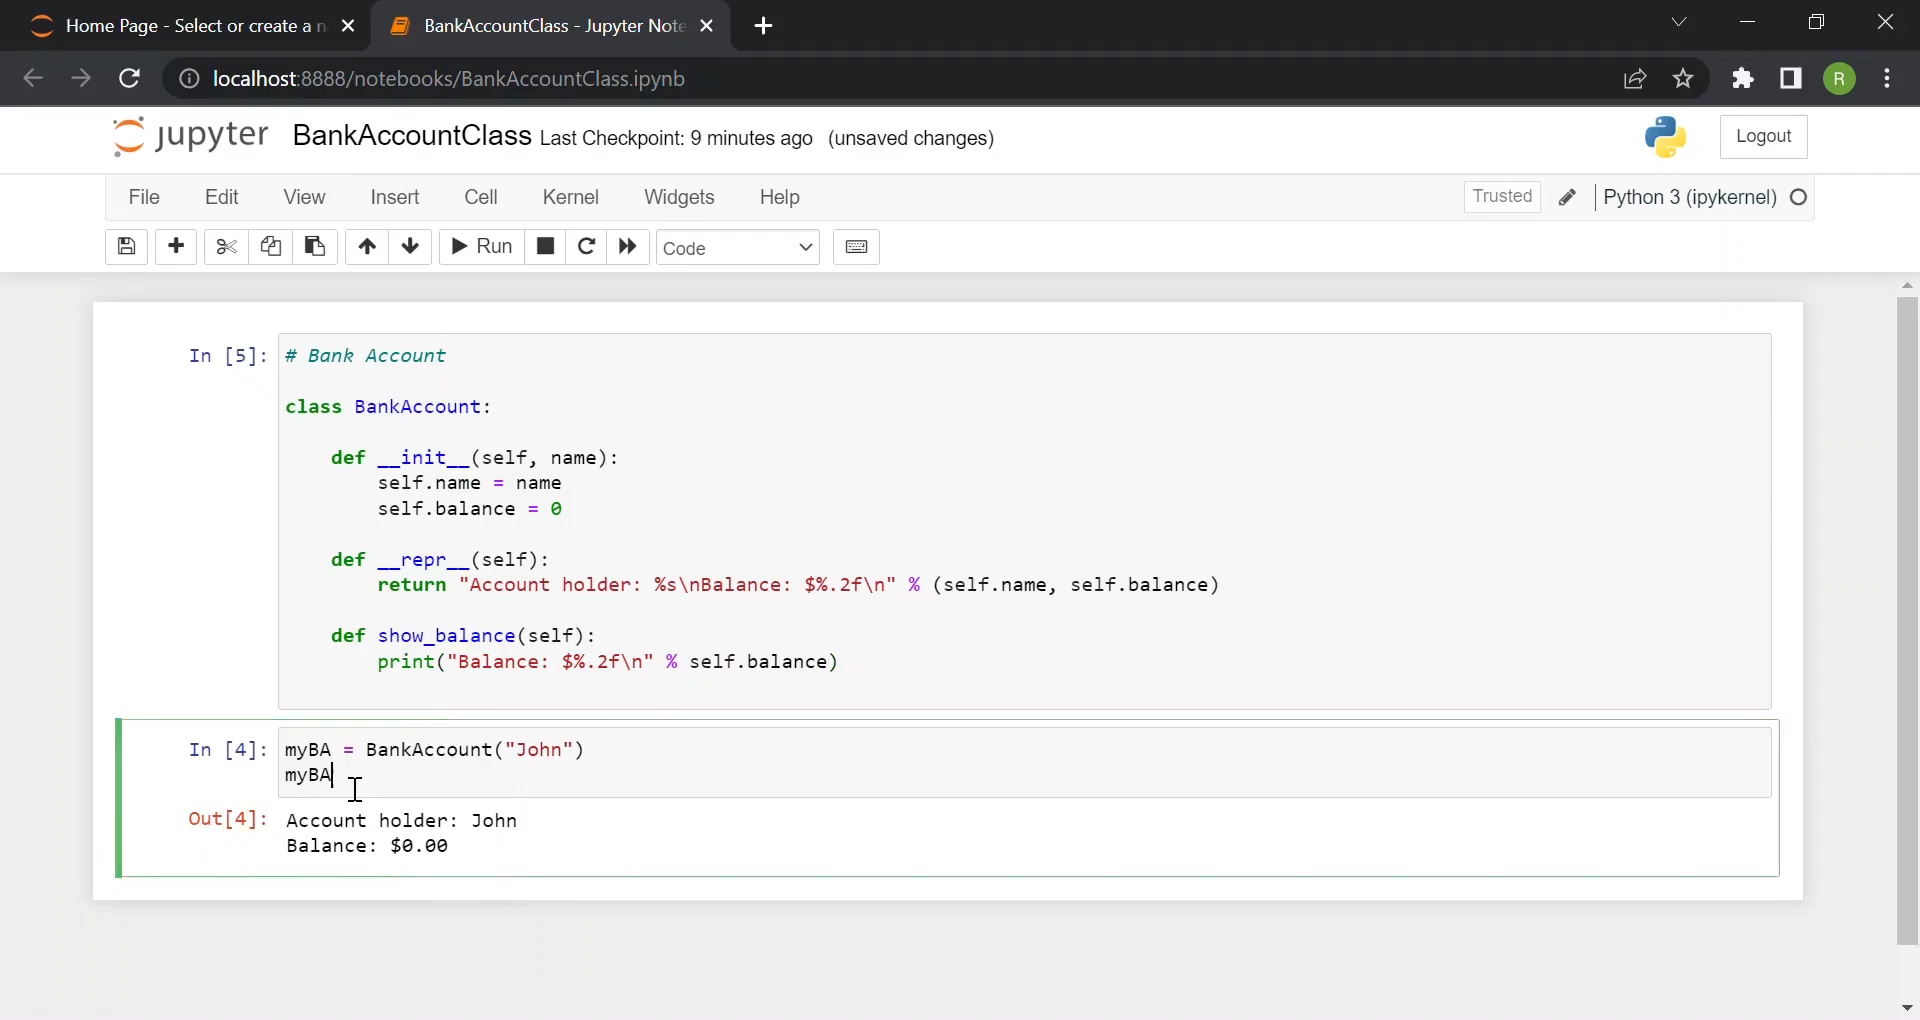 Home Page - Select or create a n
BankAccountClass - Jupyter Note
localhost:8888/notebooks/BankAccountClass.ipynb
R
jupyter BankAccountClass Last Checkpoint: 9 minutes ago (unsaved changes)
Logout
File Edit View Insert Cell Kernel Widgets Help
Trusted Python 3 (ipykernel)
Run Code
In [5]: # Bank Account
class BankAccount:
def __init__(self, name):
self.name = name
self.balance = 0
def __repr__(self):
return "Account holder: %s\nBalance: $%.2f\n" % (self.name, self.balance)
def show_balance(self):
print("Balance: $%.2f\n" % self.balance)
In [4]: myBA = BankAccount("John")
myBA
Out[4]: Account holder: John
Balance: $0.00